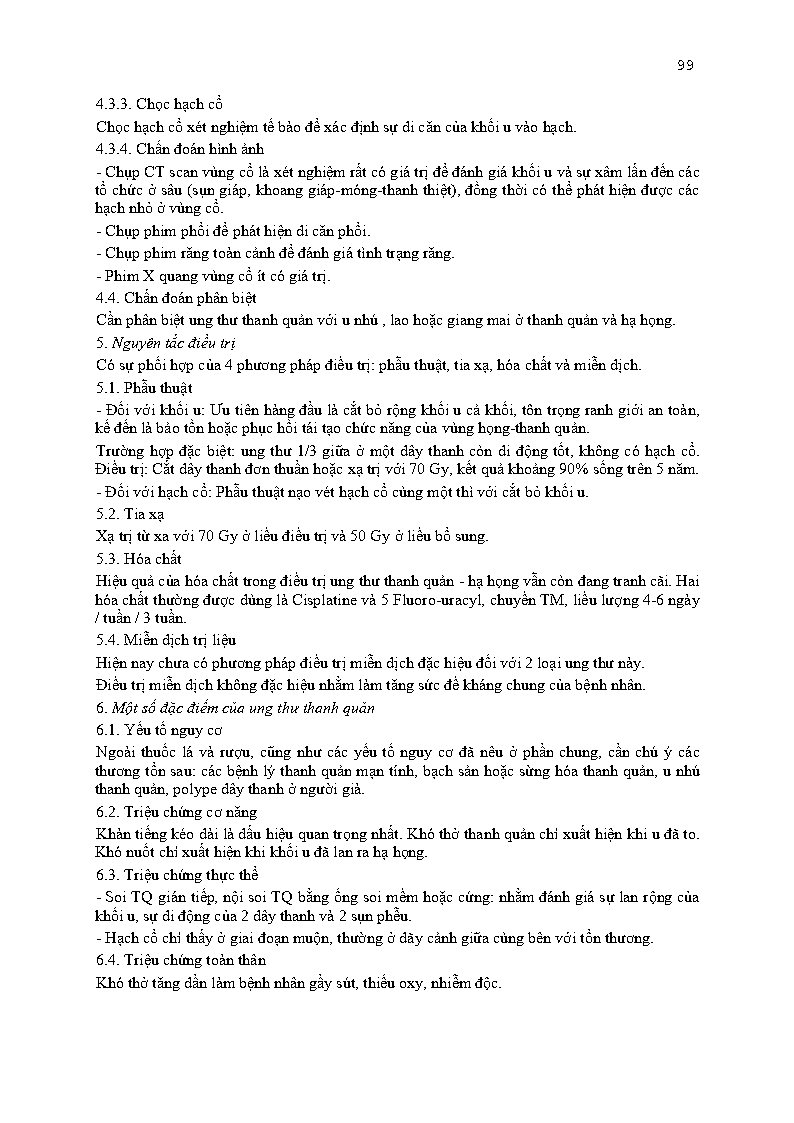 99
4.3.3. Chọc hạch cổ
Chọc hạch cổ xét nghiệm tế bào để xác định sự di căn của khối u vào hạch.
4.3.4. Chẩn đoán hình ảnh
- Chụp CT scan vùng cổ là xét nghiệm rất có giá trị để đánh giá khối u và sự xâm lấn đến các
tổ chức ở sâu (sụn giáp, khoang giáp-móng-thanh thiệt), đồng thời có thể phát hiện được các
hạch nhỏ ở vùng cổ.
- Chụp phim phổi để phát hiện di căn phổi.
- Chụp phim răng toàn cảnh để đánh giá tình trạng răng.
- Phim X quang vùng cổ ít có giá trị.
4.4. Chẩn đoán phân biệt
Cần phân biệt ung thư thanh quản với u nhú , lao hoặc giang mai ở thanh quản và hạ họng.
5. Nguyên tắc điều trị
Có sự phối hợp của 4 phương pháp điều trị: phẫu thuật, tia xạ, hóa chất và miễn dịch.
5.1. Phẫu thuật
- Đối với khối u: Ưu tiên hàng đầu là cắt bỏ rộng khối u cả khối, tôn trọng ranh giới an toàn,
kế đến là bảo tồn hoặc phục hồi tái tạo chức năng của vùng họng-thanh quản.
Trường hợp đặc biệt: ung thư 1/3 giữa ở một dây thanh còn di động tốt, không có hạch cổ.
Điều trị: Cắt dây thanh đơn thuần hoặc xạ trị với 70 Gy, kết quả khoảng 90% sống trên 5 năm.
- Đối với hạch cổ: Phẫu thuật nạo vét hạch cổ cùng một thì với cắt bỏ khối u.
5.2. Tia xạ
Xạ trị từ xa với 70 Gy ở liều điều trị và 50 Gy ở liều bổ sung.
5.3. Hóa chất
Hiệu quả của hóa chất trong điều trị ung thư thanh quản - hạ họng vẫn còn đang tranh cãi. Hai
hóa chất thường được dùng là Cisplatine và 5 Fluoro-uracyl, chuyền TM, liều lượng 4-6 ngày
/ tuần / 3 tuần.
5.4. Miễn dịch trị liệu
Hiện nay chưa có phương pháp điều trị miễn dịch đặc hiệu đối với 2 loại ung thư này.
Điều trị miễn dịch không đặc hiệu nhằm làm tăng sức đề kháng chung của bệnh nhân.
6. Một số đặc điểm của ung thư thanh quản
6.1. Yếu tố nguy cơ
Ngoài thuốc lá và rượu, cũng như các yếu tố nguy cơ đã nêu ở phần chung, cần chú ý các
thương tổn sau: các bệnh lý thanh quản mạn tính, bạch sản hoặc sừng hóa thanh quản, u nhú
thanh quản, polype dây thanh ở người già.
6.2. Triệu chứng cơ năng
Khàn tiếng kéo dài là dấu hiệu quan trọng nhất. Khó thở thanh quản chỉ xuất hiện khi u đã to.
Khó nuốt chỉ xuất hiện khi khối u đã lan ra hạ họng.
6.3. Triệu chứng thực thể
- Soi TQ gián tiếp, nội soi TQ bằng ống soi mềm hoặc cứng: nhằm đánh giá sự lan rộng của
khối u, sự di động của 2 dây thanh và 2 sụn phễu.
- Hạch cổ chỉ thấy ở giai đoạn muộn, thường ở dãy cảnh giữa cùng bên với tổn thương.
6.4. Triệu chứng toàn thân
Khó thở tăng dần làm bệnh nhân gầy sút, thiếu oxy, nhiễm độc.